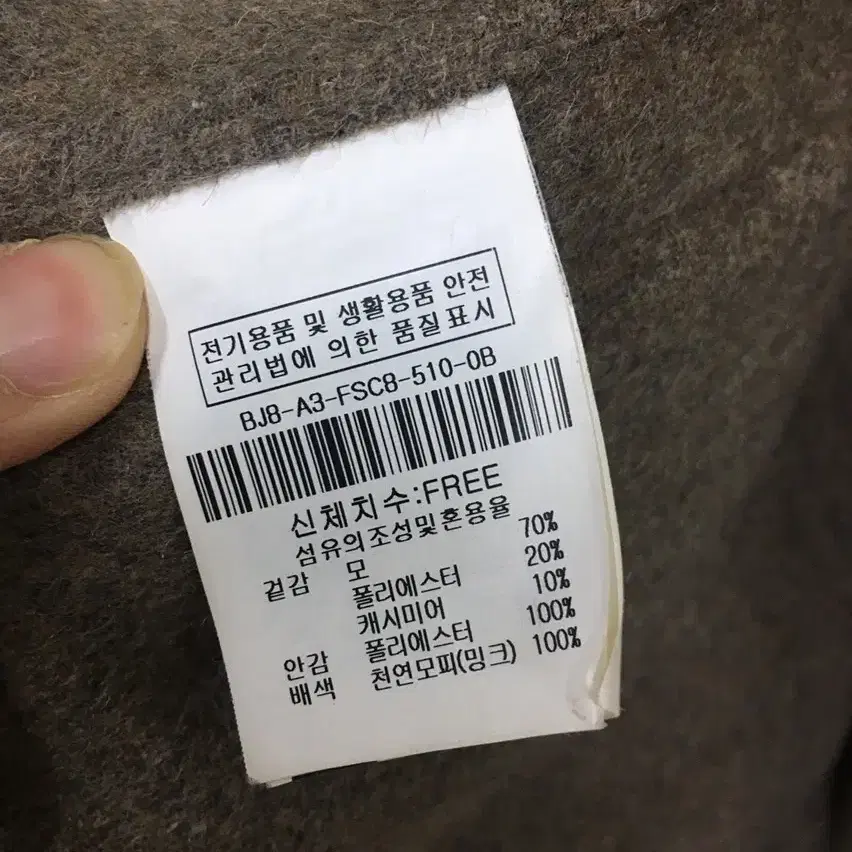 전기용품 및 생활용품 안전
관리법에 의한 품질표시
BJ8-A3-FSC8-510-0B
신체치수:FREE
섬유의조성및혼용율
겉감 모 70%
폴리에스터 20%
캐시미어 10%
안감 폴리에스터 100%
배색 천연모피(밍크) 100%